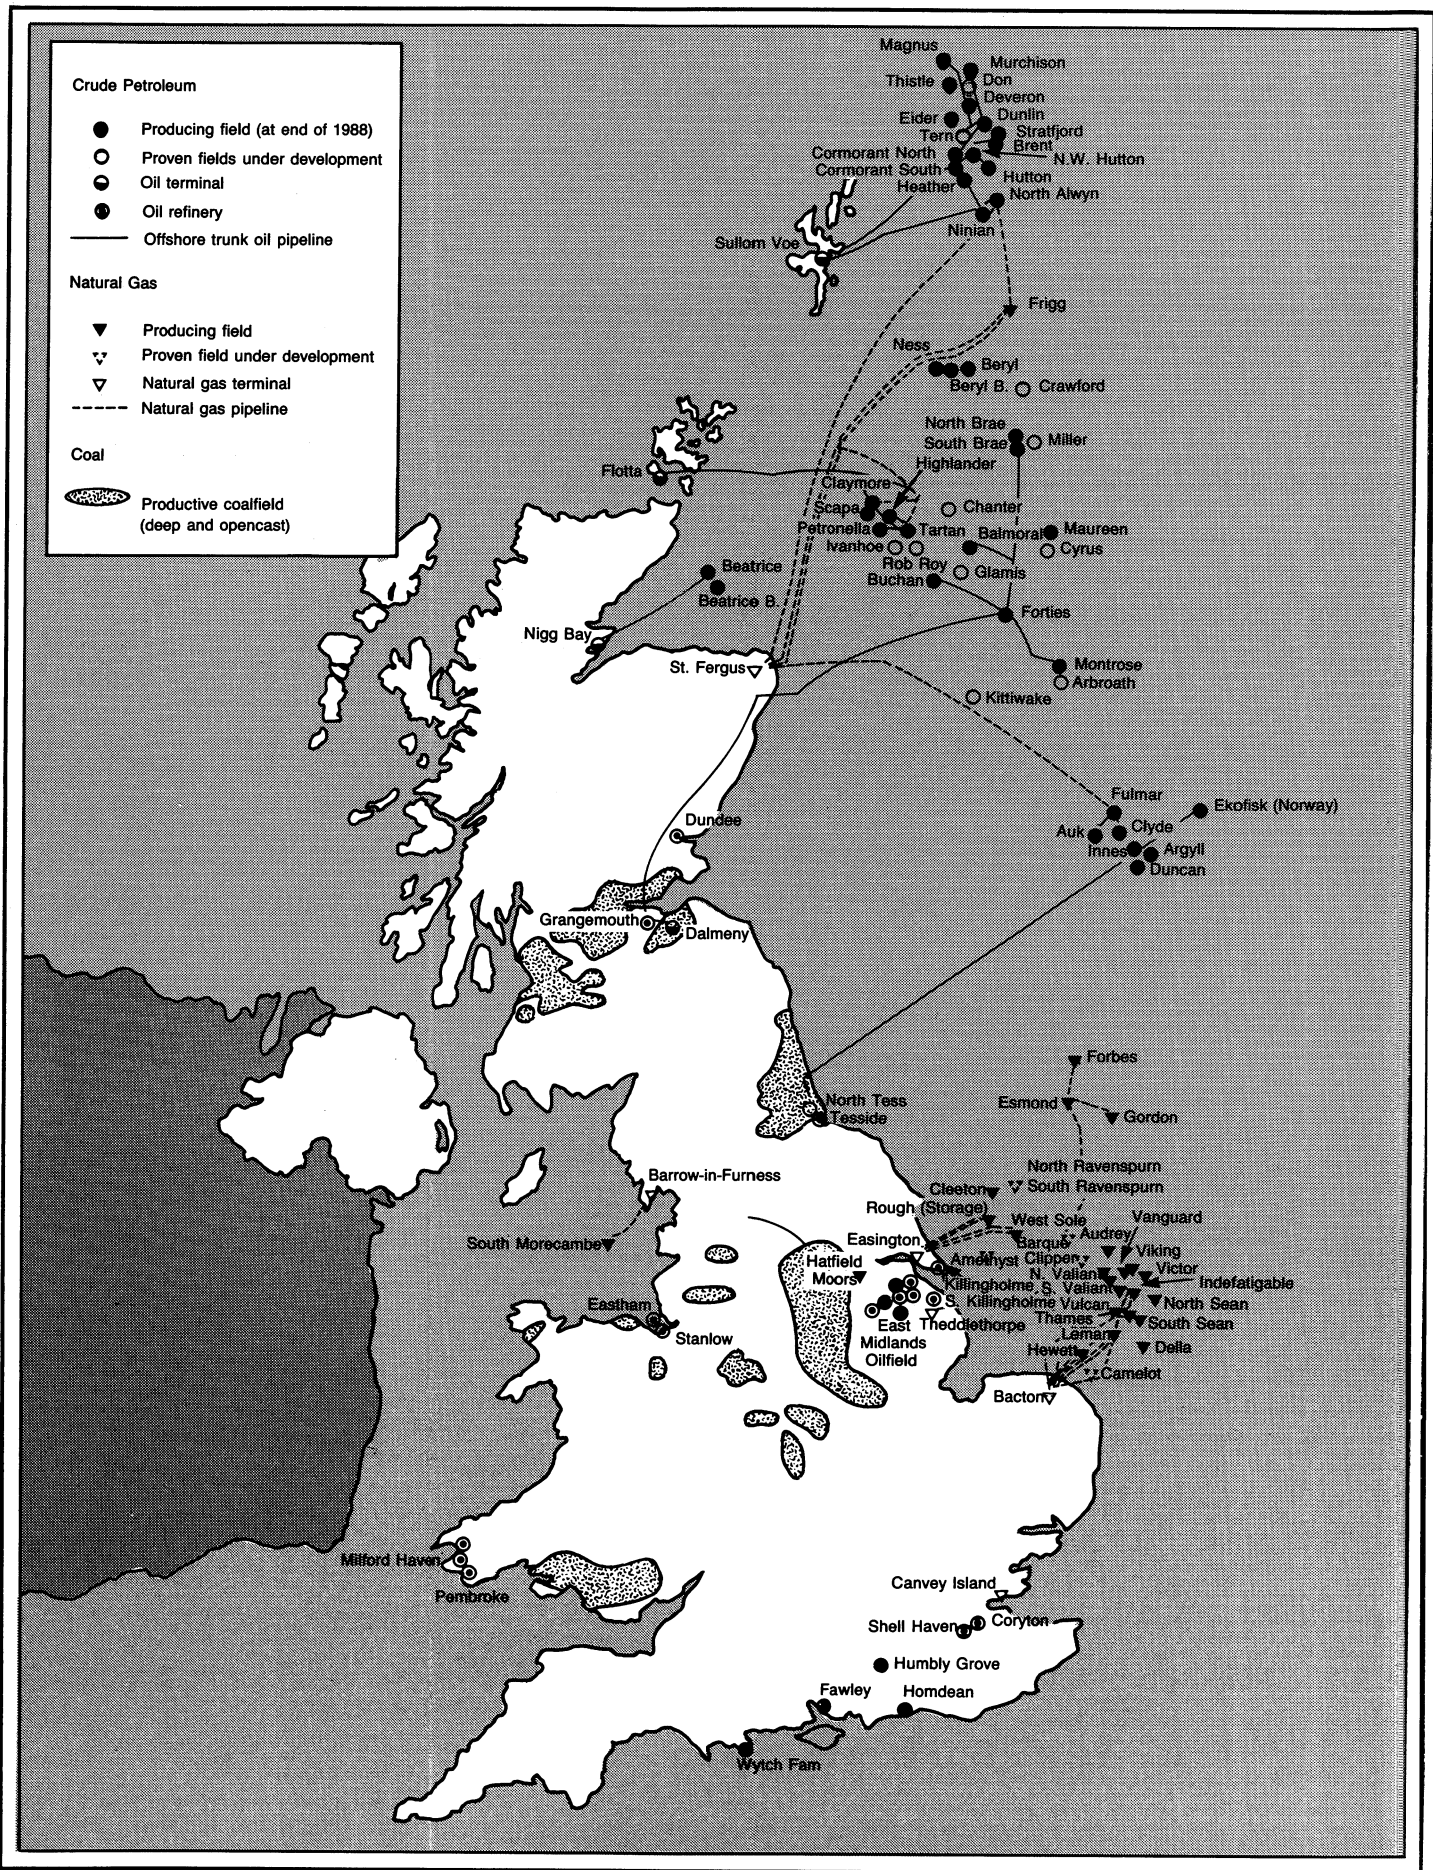 Crude Petroleum
Producing field (at end of 1988)
Proven fields under development
Oil terminal
Oil refinery
Offshore trunk oil pipeline
Natural Gas
Producing field
Proven field under development
Natural gas terminal
Natural gas pipeline
Coal
Productive coalfield
(deep and opencast)
Magnus
Murchison
Thistle
Don
Deveron
Eider
Dunlin
Tern
Stratfjord
Brent
Cormorant North
N.W. Hutton
Cormorant South
Hutton
Heather
North Alwyn
Ninian
Sullom Voe
Frigg
Ness
Beryl
Beryl B.
Crawford
North Brae
South Brae
Miller
Highlander
Flotta
Claymore
Scapa
Chanter
Petronella
Tartan
Balmoral
Maureen
Ivanhoe
Cyrus
Rob Roy
Glamis
Buchan
Beatrice
Beatrice B.
Forties
Nigg Bay
St. Fergus
Montrose
Arbroath
Kittiwake
Fulmar
Ekofisk (Norway)
Auk
Clyde
Innes
Argyll
Duncan
Dundee
Grangemouth
Dalmeny
Forbes
Esmond
Gordon
North Tess
Tesside
North Ravenspurn
South Ravenspurn
Barrow-in-Furness
Cleeton
Rough (Storage)
West Sole
Vanguard
South Morecambe
Easington
Barque
Audrey
Viking
Hatfield
Moors
Amethyst
Clipper
Victor
N. Valiant
Indefatigable
Killingholme
S. Valiant
S. Killingholme
Vulcan
North Sean
Eastham
Stanlow
East
Midlands
Oilfield
Theddlethorpe
Thames
South Sean
Leman
Hewett
Della
Camelot
Bacton
Milford Haven
Pembroke
Canvey Island
Shell Haven
Coryton
Humbly Grove
Fawley
Homdean
Wytch Fam